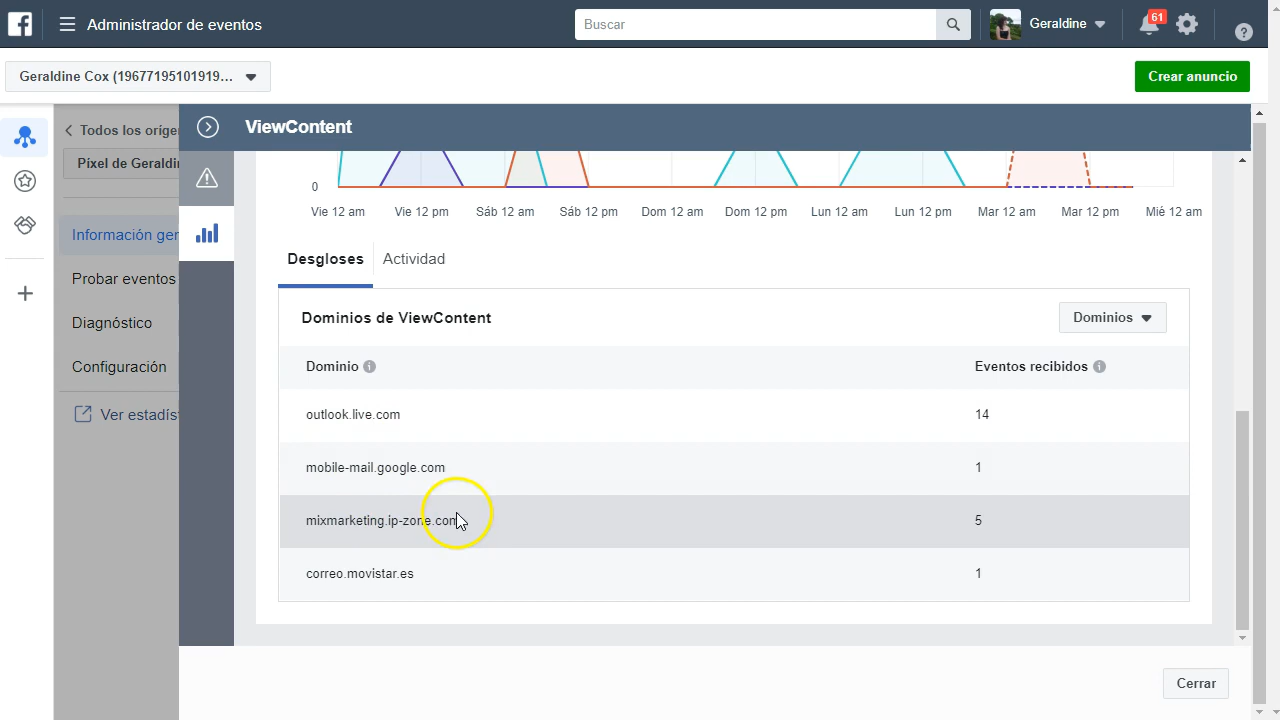 Administrador de eventos
Buscar
Geraldine
61
Geraldine Cox (19677195101919...
Crear anuncio
Todos los oríge
ViewContent
Píxel de Geraldi
0
Vie 12 am
Vie 12 pm
Sáb 12 am
Sáb 12 pm
Dom 12 am
Dom 12 pm
Lun 12 am
Lun 12 pm
Mar 12 am
Mar 12 pm
Mié 12 am
Información ger
Probar eventos
Diagnóstico
Configuración
Ver estadís
Desgloses
Actividad
Dominios de ViewContent
Dominios
Dominio
Eventos recibidos
outlook.live.com
14
mobile-mail.google.com
1
mixmarketing.ip-zone.com
5
correo.movistar.es
1
Cerrar